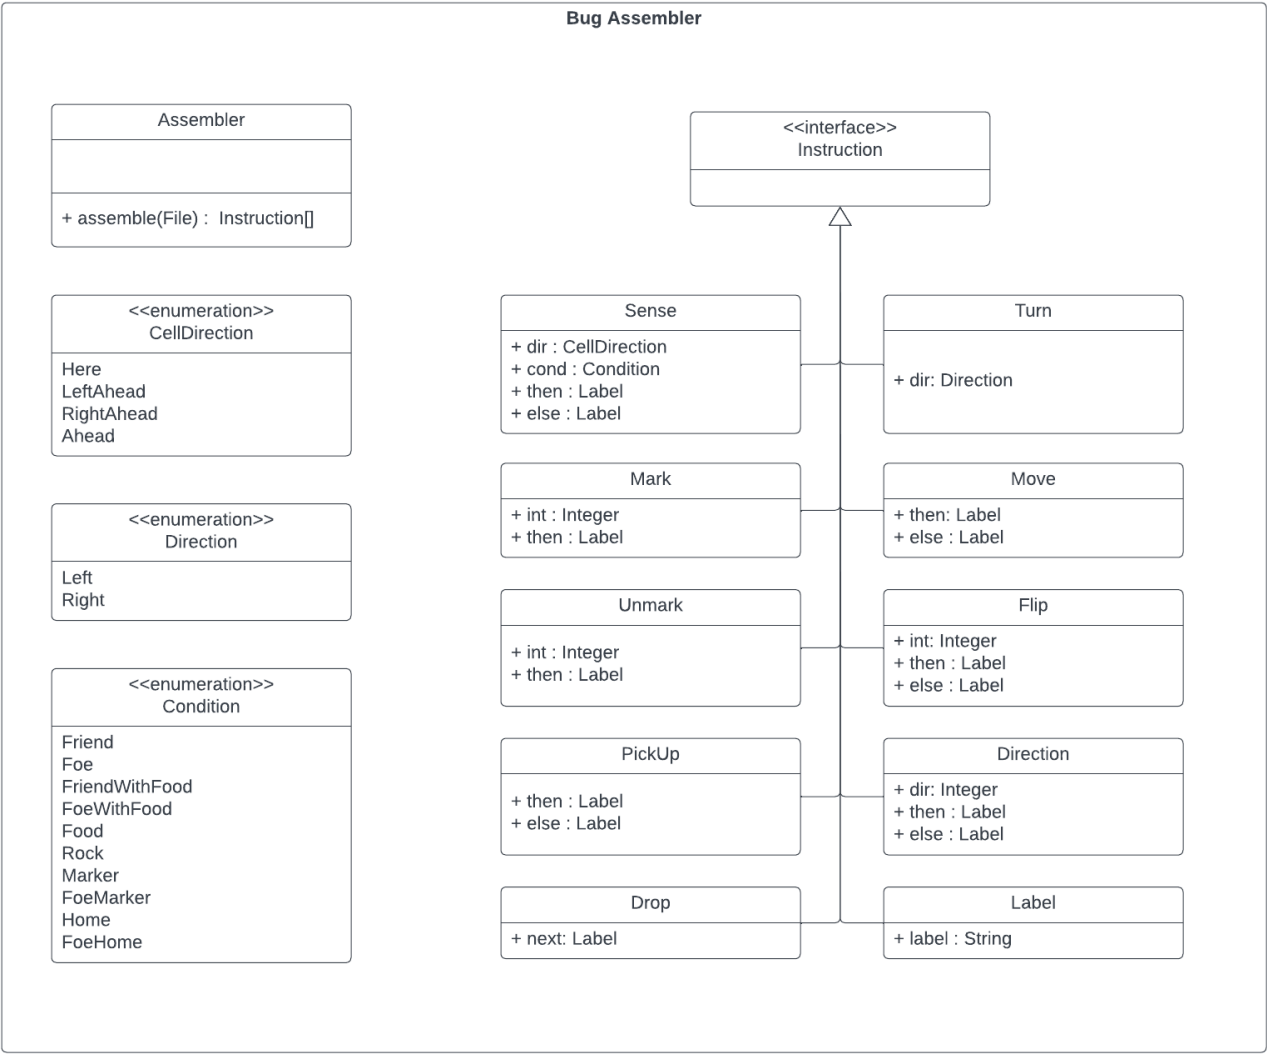 Bug Assembler
Assembler
+ assemble(File) : Instruction[]
<<enumeration>>
CellDirection
Here
LeftAhead
RightAhead
Ahead
<<enumeration>>
Direction
Left
Right
<<enumeration>>
Condition
Friend
Foe
FriendWithFood
FoeWithFood
Food
Rock
Marker
FoeMarker
Home
FoeHome
<<interface>>
Instruction
Sense
+ dir : CellDirection
+ cond : Condition
+ then : Label
+ else : Label
Turn
+ dir: Direction
Mark
+ int : Integer
+ then : Label
Move
+ then: Label
+ else : Label
Unmark
+ int : Integer
+ then : Label
Flip
+ int: Integer
+ then : Label
+ else : Label
PickUp
+ then : Label
+ else : Label
Direction
+ dir: Integer
+ then : Label
+ else : Label
Drop
+ next: Label
Label
+ label : String